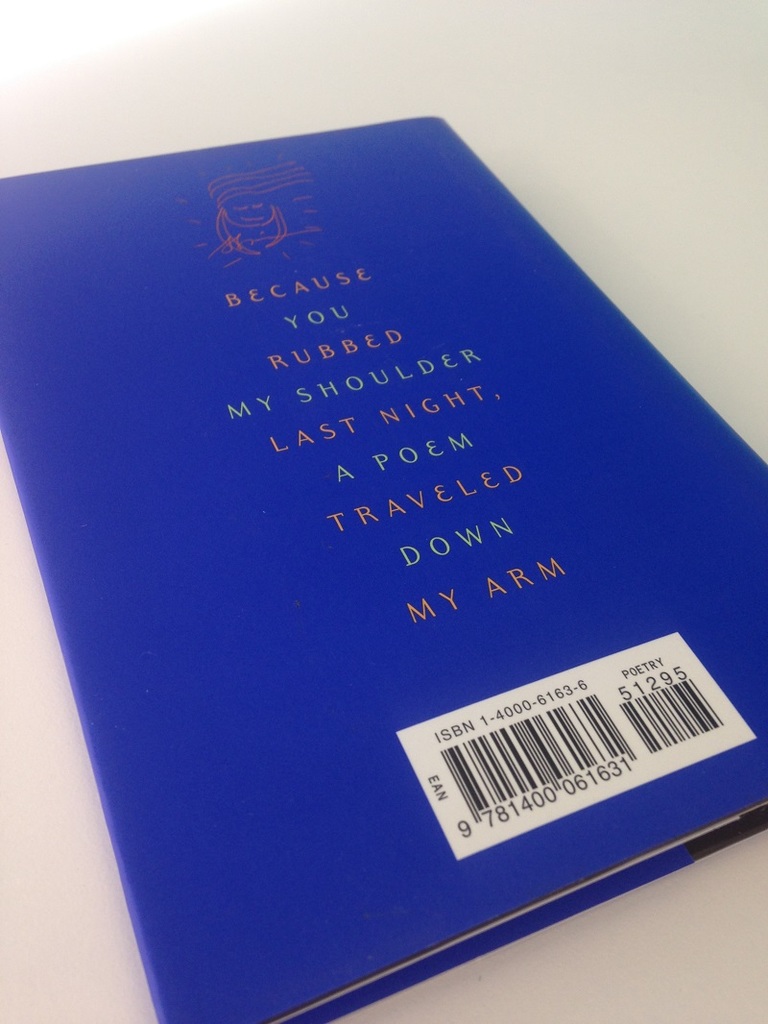 BECAUSE
YOU
RUBBED
MY SHOULDER
LAST NIGHT,
A POEM
TRAVELED
DOWN
MY ARM
ISBN 1-4000-6163-6
POETRY
51295
EAN
9 781400 061631